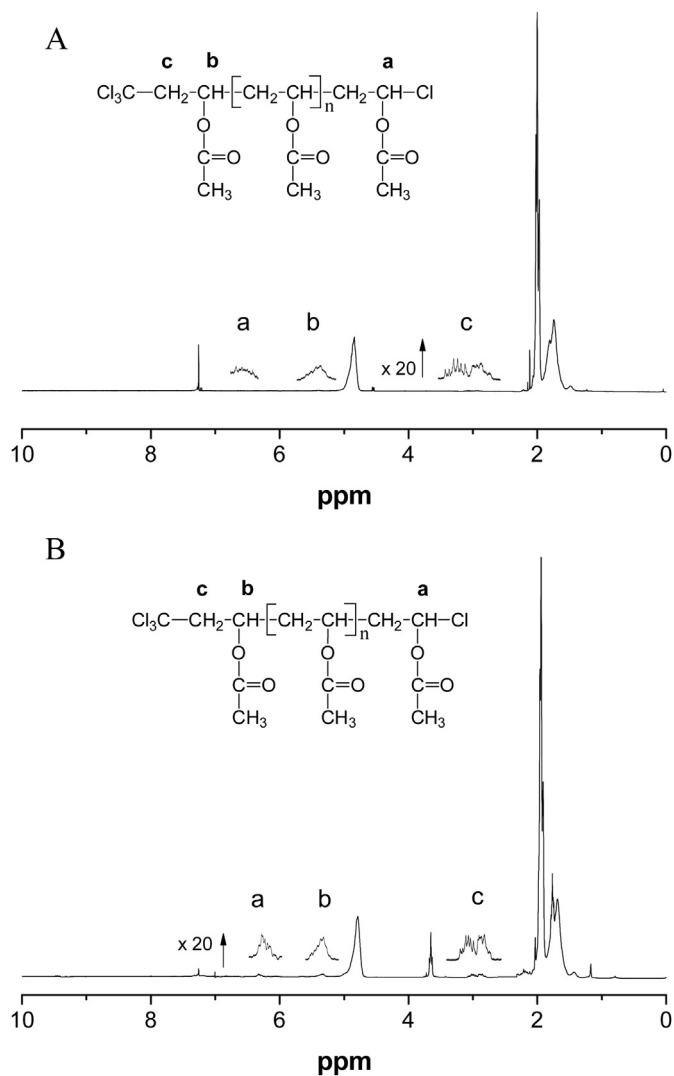 A
c b a
Cl3C—CH2—CH—[CH2—CH]n—CH2—CH—Cl
O O O
C=O C=O C=O
CH3 CH3 CH3
a b x 20 c
10 8 6 4 2 0
ppm
B
c b a
Cl3C—CH2—CH—[CH2—CH]n—CH2—CH—Cl
O O O
C=O C=O C=O
CH3 CH3 CH3
x 20 a b c
10 8 6 4 2 0
ppm